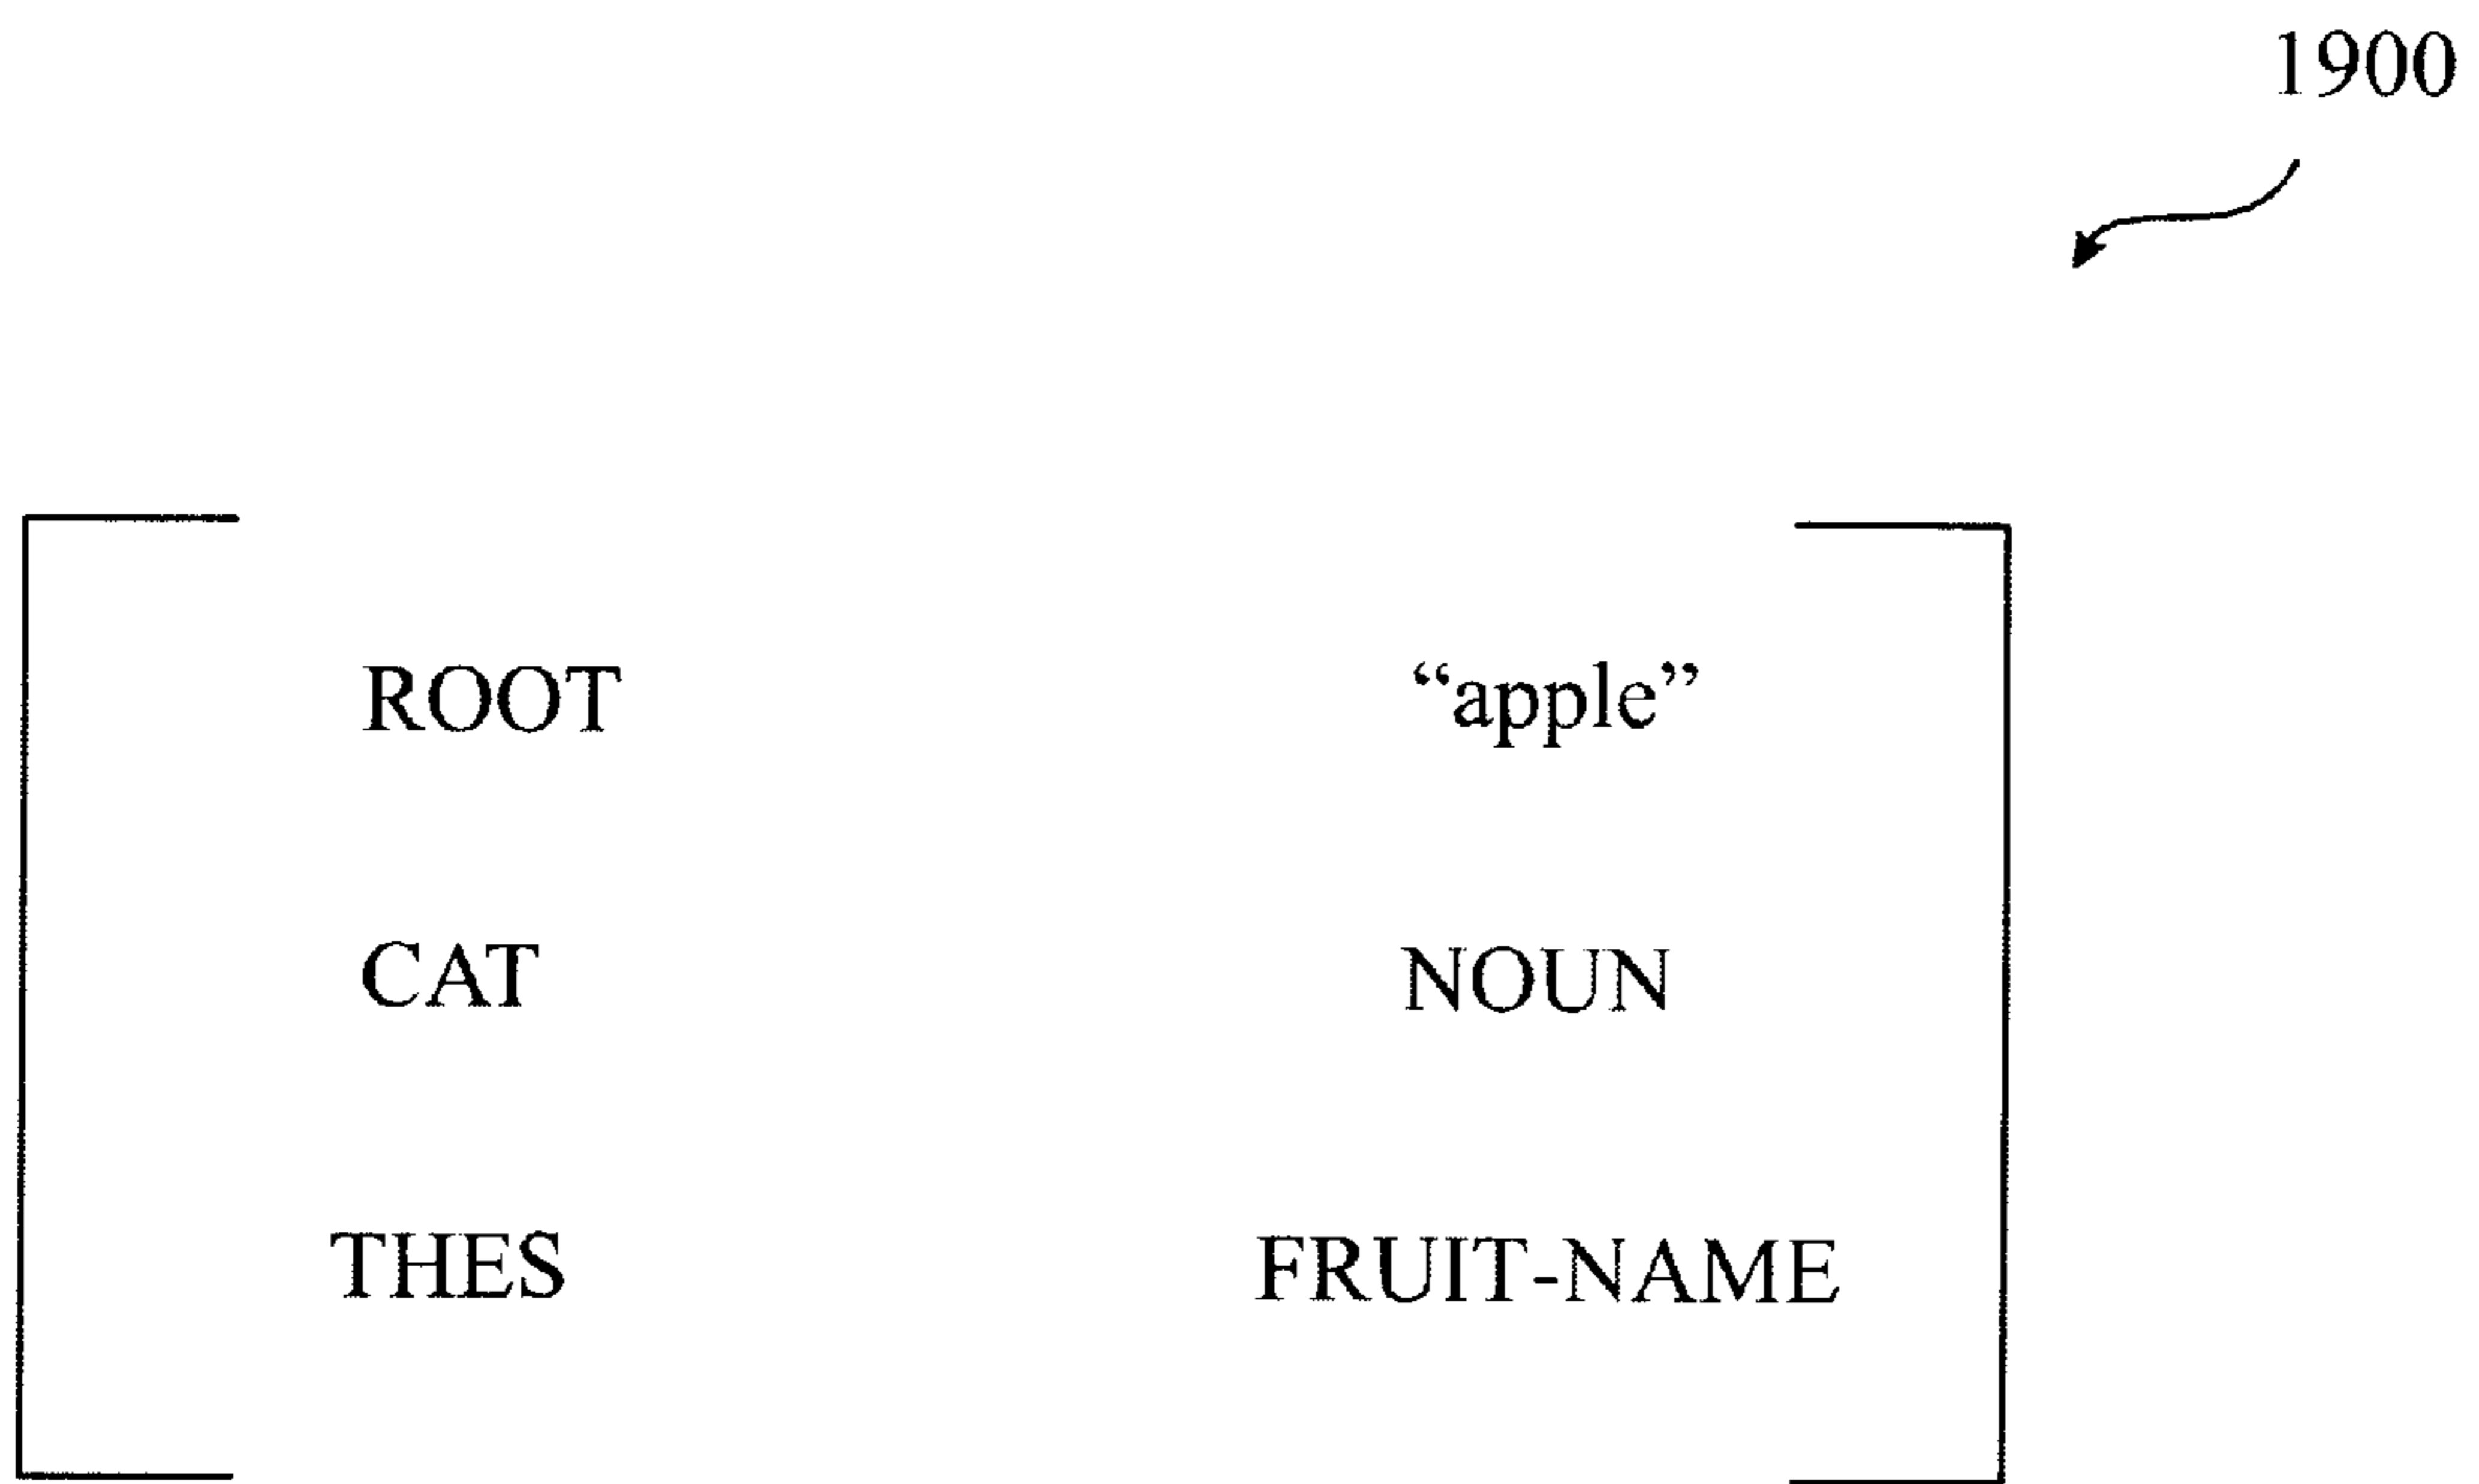 1900
ROOT “apple”
CAT NOUN
THES FRUIT-NAME